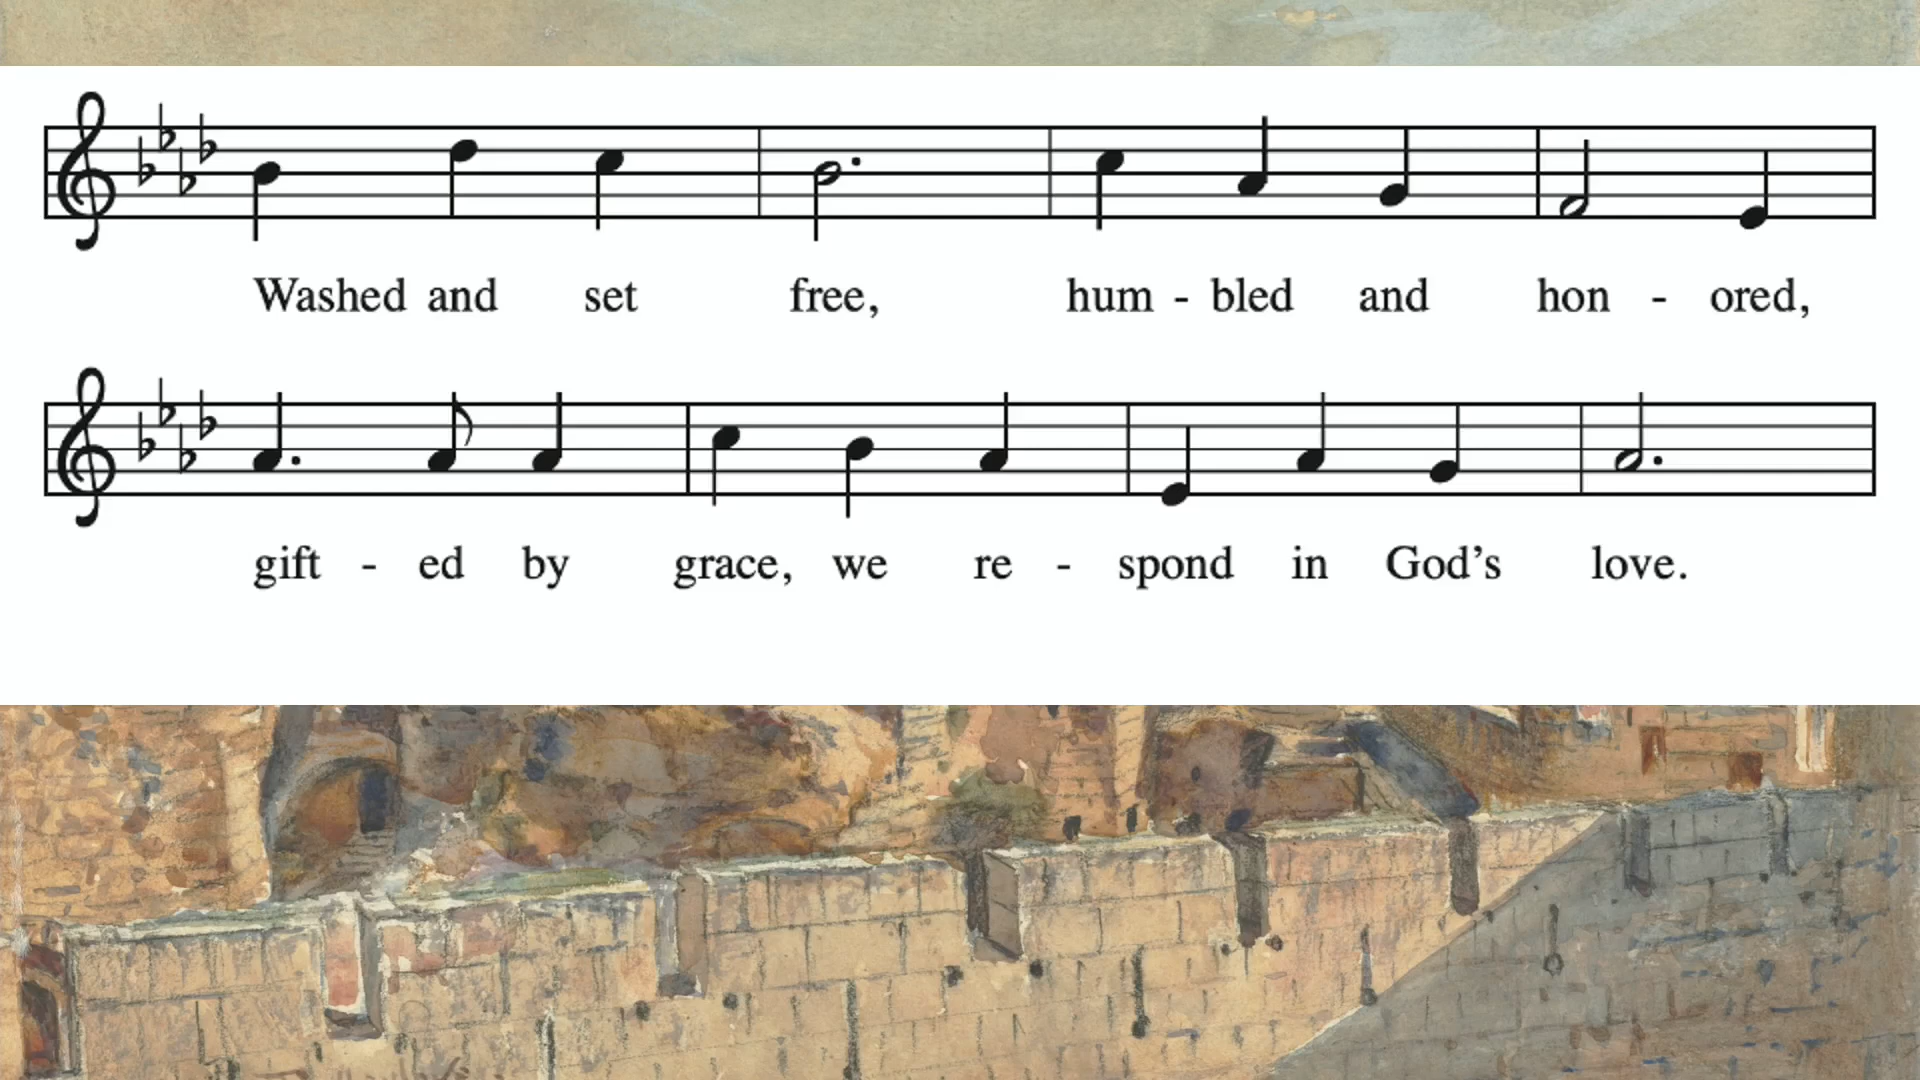 Washed and set free, hum - bled and hon - ored,
gift - ed by grace, we re - spond in God's love.